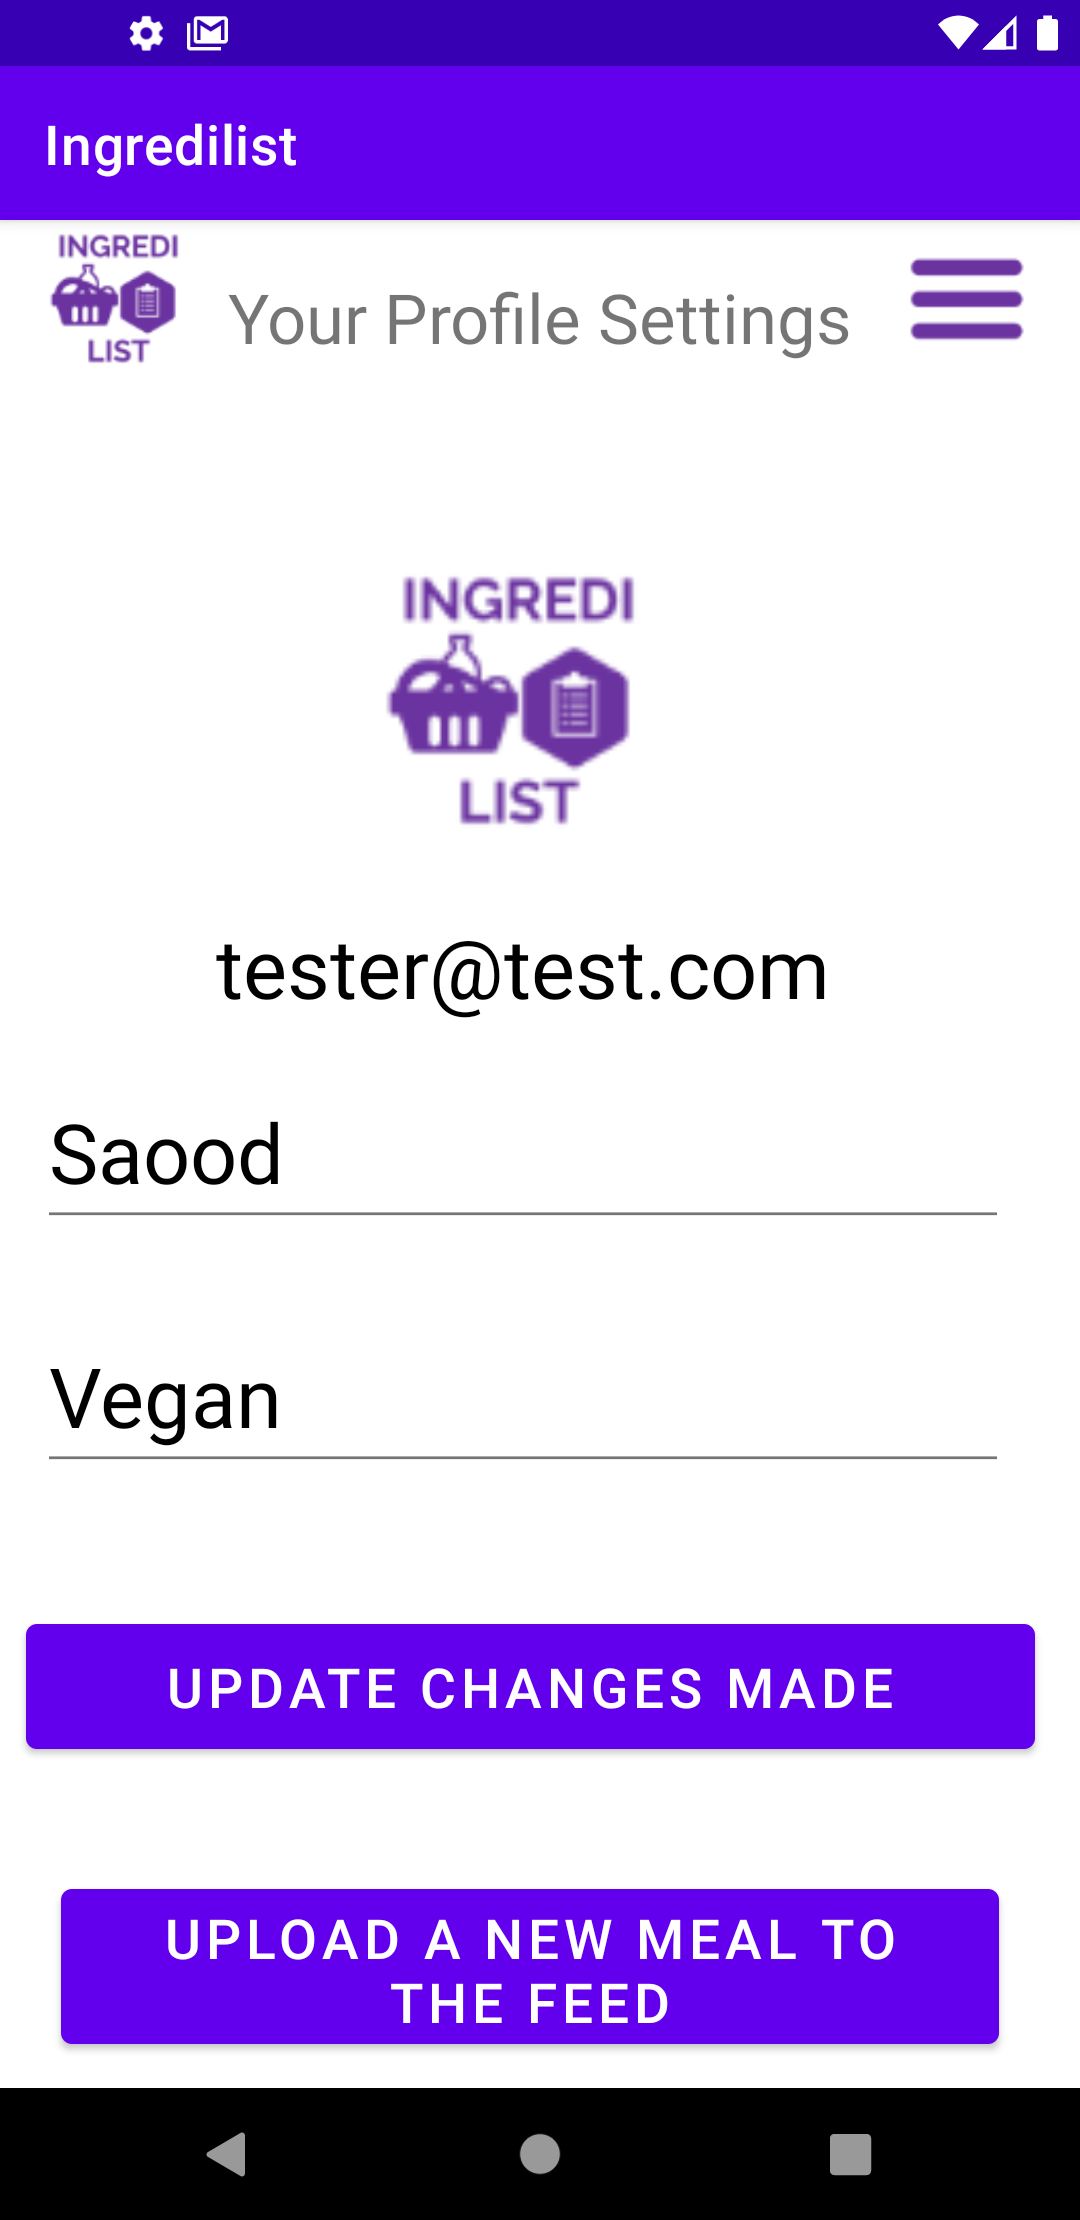 Ingredilist
INGREDI
LIST
Your Profile Settings
INGREDI
LIST
tester@test.com
Saood
Vegan
UPDATE CHANGES MADE
UPLOAD A NEW MEAL TO
THE FEED